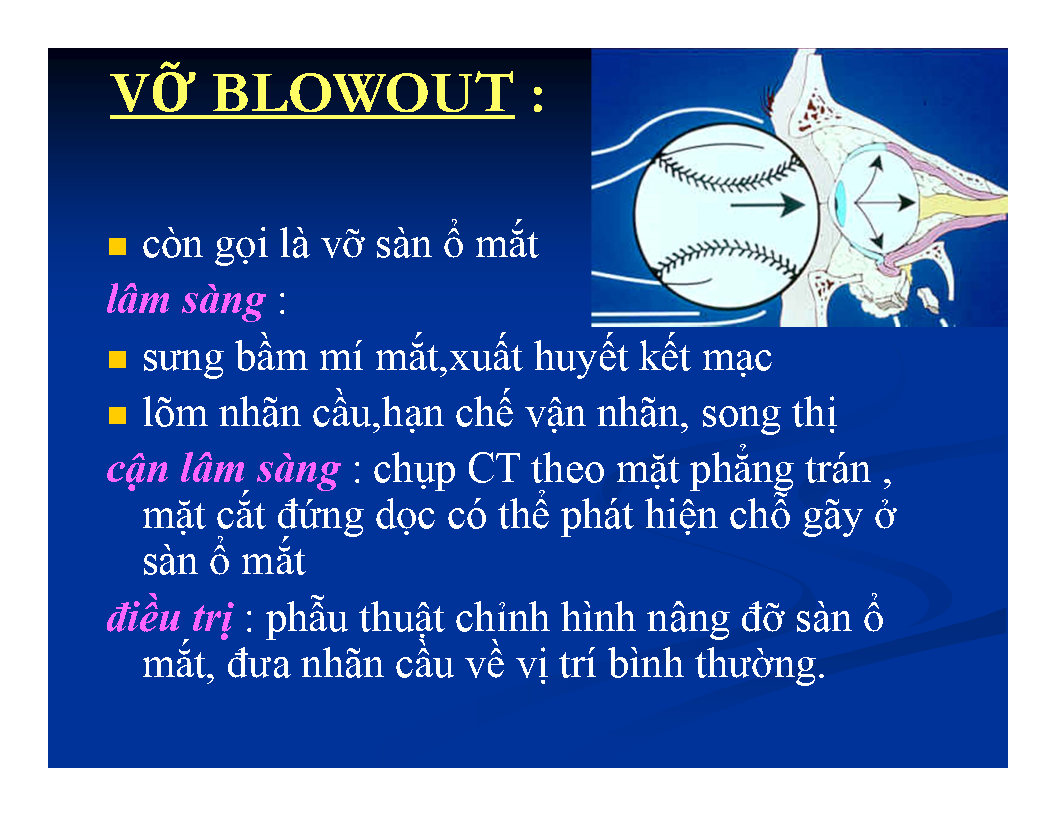 VỠ BLOWOUT :
còn gọi là vỡ sàn ổ mắt
lâm sàng :
sưng bầm mí mắt,xuất huyết kết mạc
lõm nhãn cầu,hạn chế vận nhãn, song thị
cận lâm sàng : chụp CT theo mặt phẳng trán ,
mặt cắt đứng dọc có thể phát hiện chỗ gãy ở
sàn ổ mắt
điều trị : phẫu thuật chỉnh hình nâng đỡ sàn ổ
mắt, đưa nhãn cầu về vị trí bình thường.